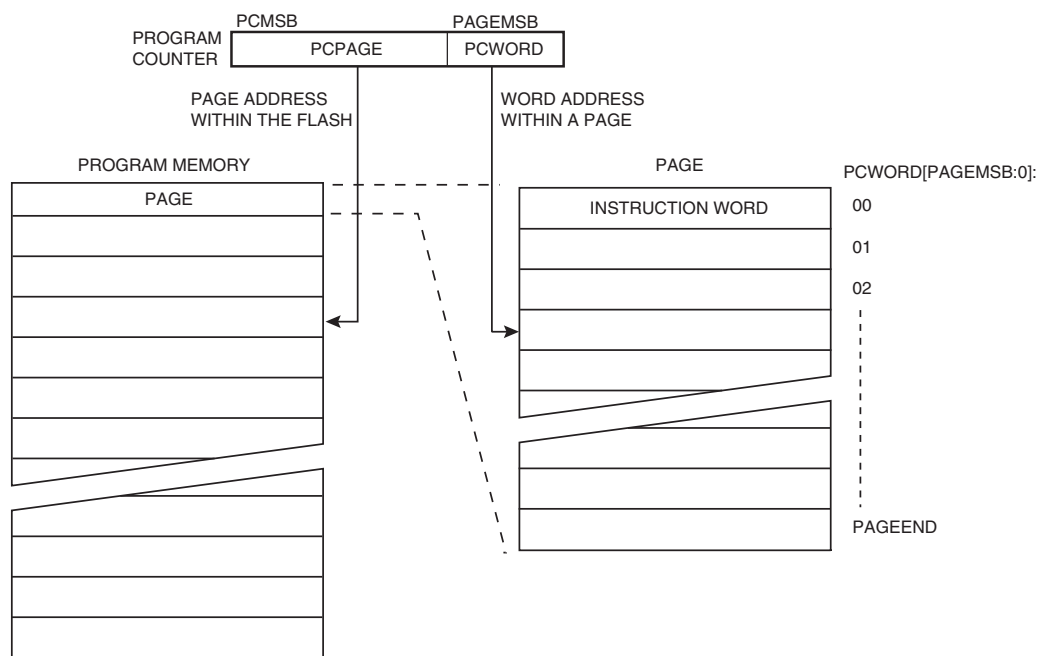 PCMSB
PAGEMSB
PROGRAM
COUNTER
PCPAGE
PCWORD
PAGE ADDRESS
WITHIN THE FLASH
WORD ADDRESS
WITHIN A PAGE
PROGRAM MEMORY
PAGE
PAGE
PCWORD[PAGEMSB:0]:
INSTRUCTION WORD
00
01
02
PAGEEND